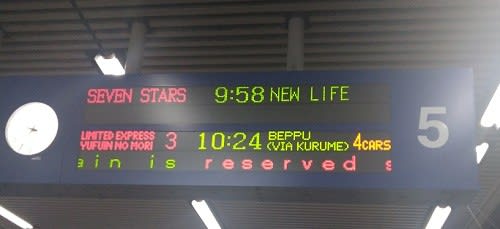 SEVEN STARS 9:58 NEW LIFE
5
LIMITED EXPRESS YUFUIN NO MORI 3 10:24 BEPPU (VIA KURUME) 4CARS
ain is reserved s